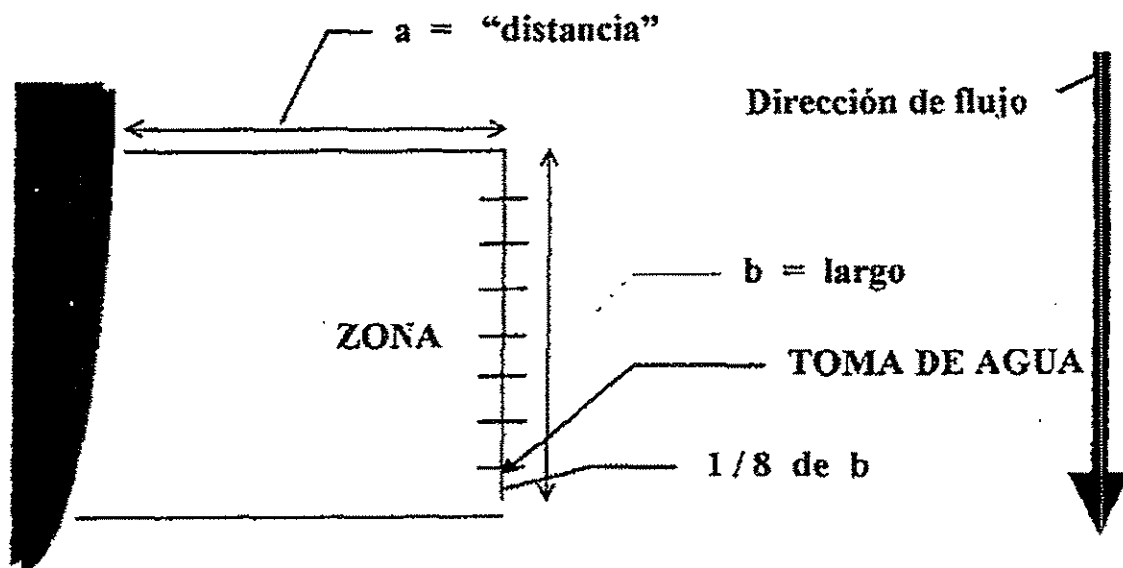 a = “distancia”
Dirección de flujo
b = largo
ZONA
TOMA DE AGUA
1/8 de b